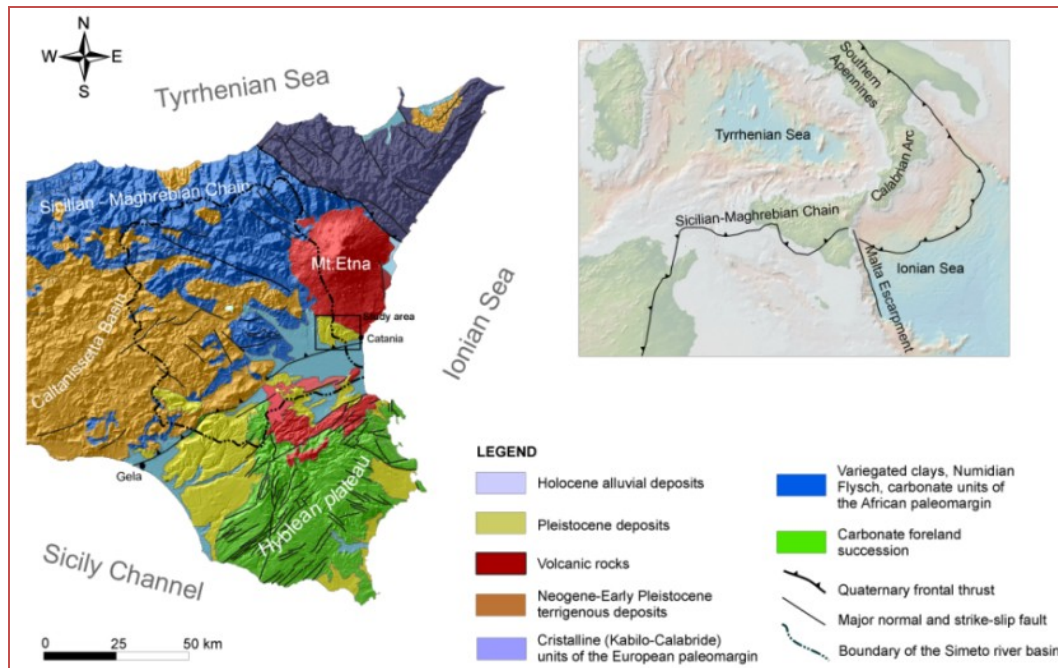 N
W E
S
Tyrrhenian Sea
Sicilian - Maghrebian Chain
Mt.Etna
Study area
Catania
Ionian Sea
Caltanissetta Basin
Gela
Hyblean plateau
Sicily Channel
0 25 50 km
Southern
Apennines
Tyrrhenian Sea
Calabrian Arc
Sicilian-Maghrebian Chain
Ionian Sea
Malta Escarpment
LEGEND
Holocene alluvial deposits
Pleistocene deposits
Volcanic rocks
Neogene-Early Pleistocene
terrigenous deposits
Cristalline (Kabilo-Calabride)
units of the European paleomargin
Variegated clays, Numidian
Flysch, carbonate units of
the African paleomargin
Carbonate foreland
succession
Quaternary frontal thrust
Major normal and strike-slip fault
Boundary of the Simeto river basin